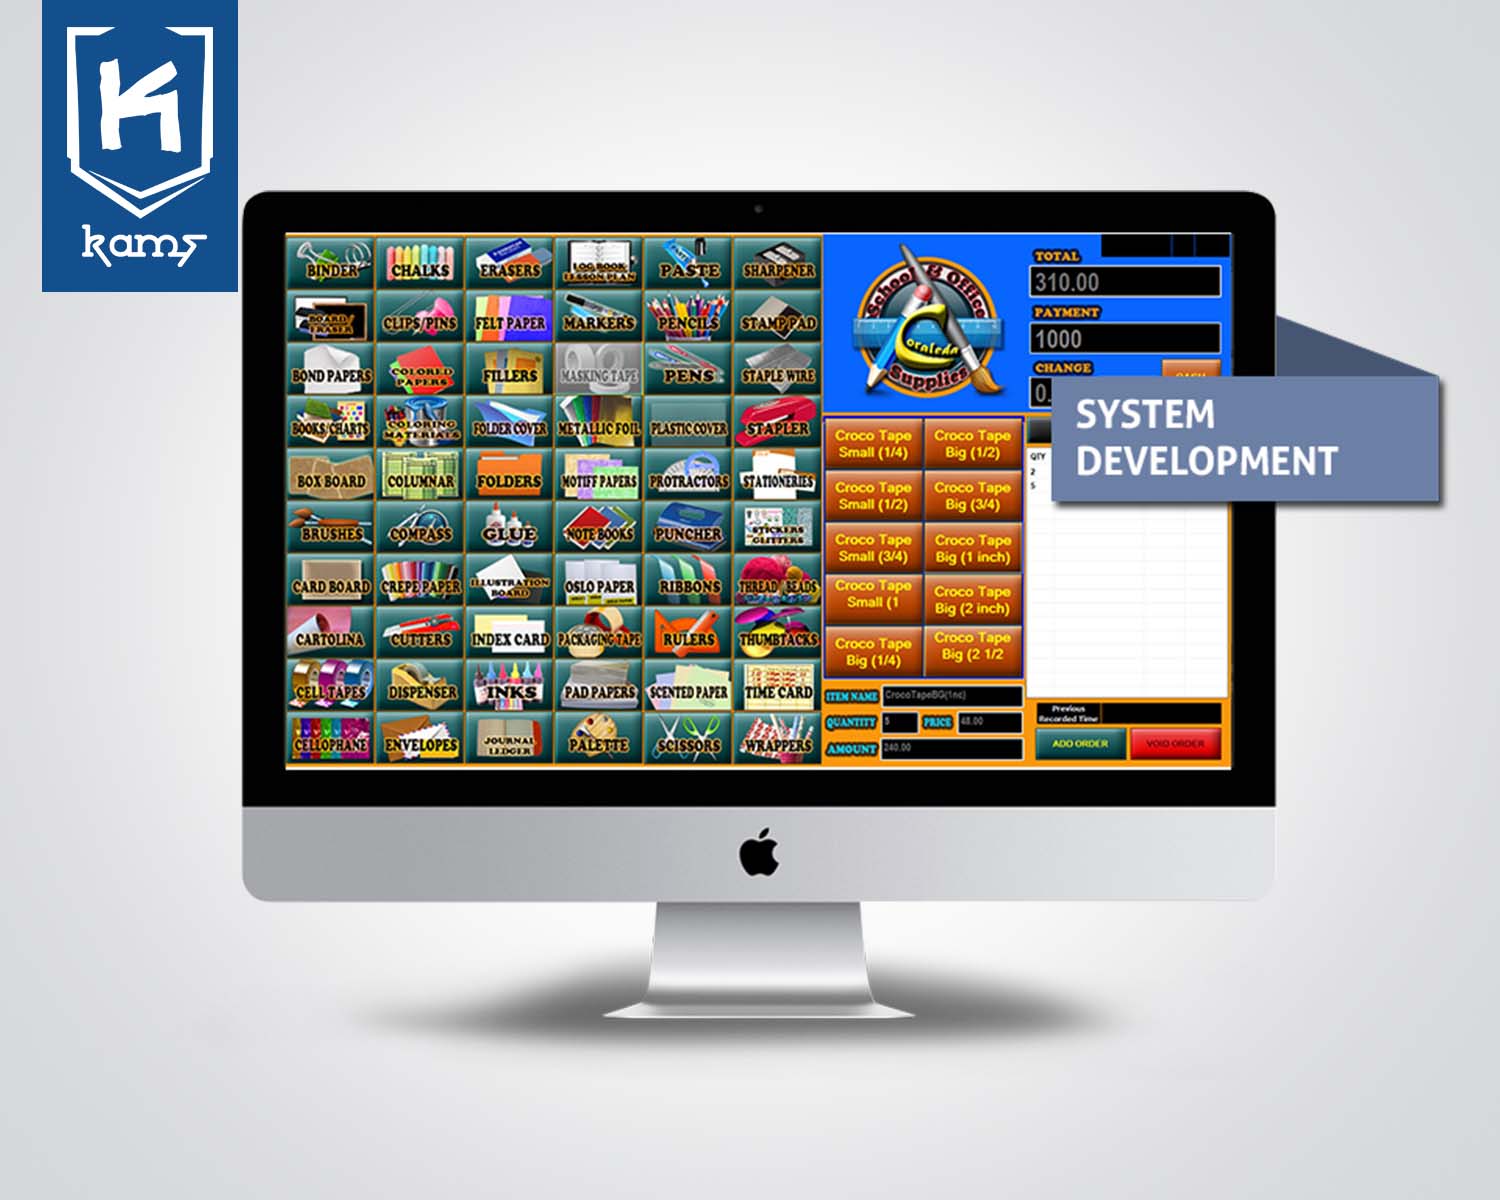 K
kams
BINDER
CHALKS
ERASERS
LOG BOOK
LESSON PLAN
PASTE
SHARPENER
BOARD/
ERASER
CLIPS/PINS
FELT PAPER
MARKERS
PENCILS
STAMP PAD
BOND PAPERS
COLORED
PAPERS
FILLERS
MASKING TAPE
PENS
STAPLE WIRE
BOOKS/CHARTS
COLORING
MATERIALS
FOLDER COVER
METALLIC FOIL
PLASTIC COVER
STAPLER
BOX BOARD
COLUMNAR
FOLDERS
MOTIFF PAPERS
PROTRACTORS
STATIONERIES
BRUSHES
COMPASS
GLUE
NOTEBOOKS
PUNCHER
STICKERS
GLITTERS
CARD BOARD
CREPE PAPER
ILLUSTRATION
BOARD
OSLO PAPER
RIBBONS
THREAD/BEADS
CARTOLINA
CUTTERS
INDEX CARD
PACKAGING TAPE
RULERS
THUMBTACKS
CELL TAPES
DISPENSER
INKS
PAD PAPERS
SCENTED PAPER
TIME CARD
CELLOPHANE
ENVELOPES
JOURNAL
LEDGER
PALETTE
SCISSORS
WRAPPERS
School & Office
Coraleda
Supplies
TOTAL
310.00
PAYMENT
1000
CHANGE
0.
SYSTEM
DEVELOPMENT
Croco Tape
Small (1/4)
Croco Tape
Big (1/2)
Croco Tape
Small (1/2)
Croco Tape
Big (3/4)
Croco Tape
Small (3/4)
Croco Tape
Big (1 inch)
Croco Tape
Small (1
Croco Tape
Big (2 inch)
Croco Tape
Big (1/4)
Croco Tape
Big (2 1/2
QTY
2
5
ITEM NAME
CrocoTapeBG(1nc)
QUANTITY
5
PRICE
48.00
AMOUNT
240.00
Previous
Recorded Time
ADD ORDER
VOID ORDER